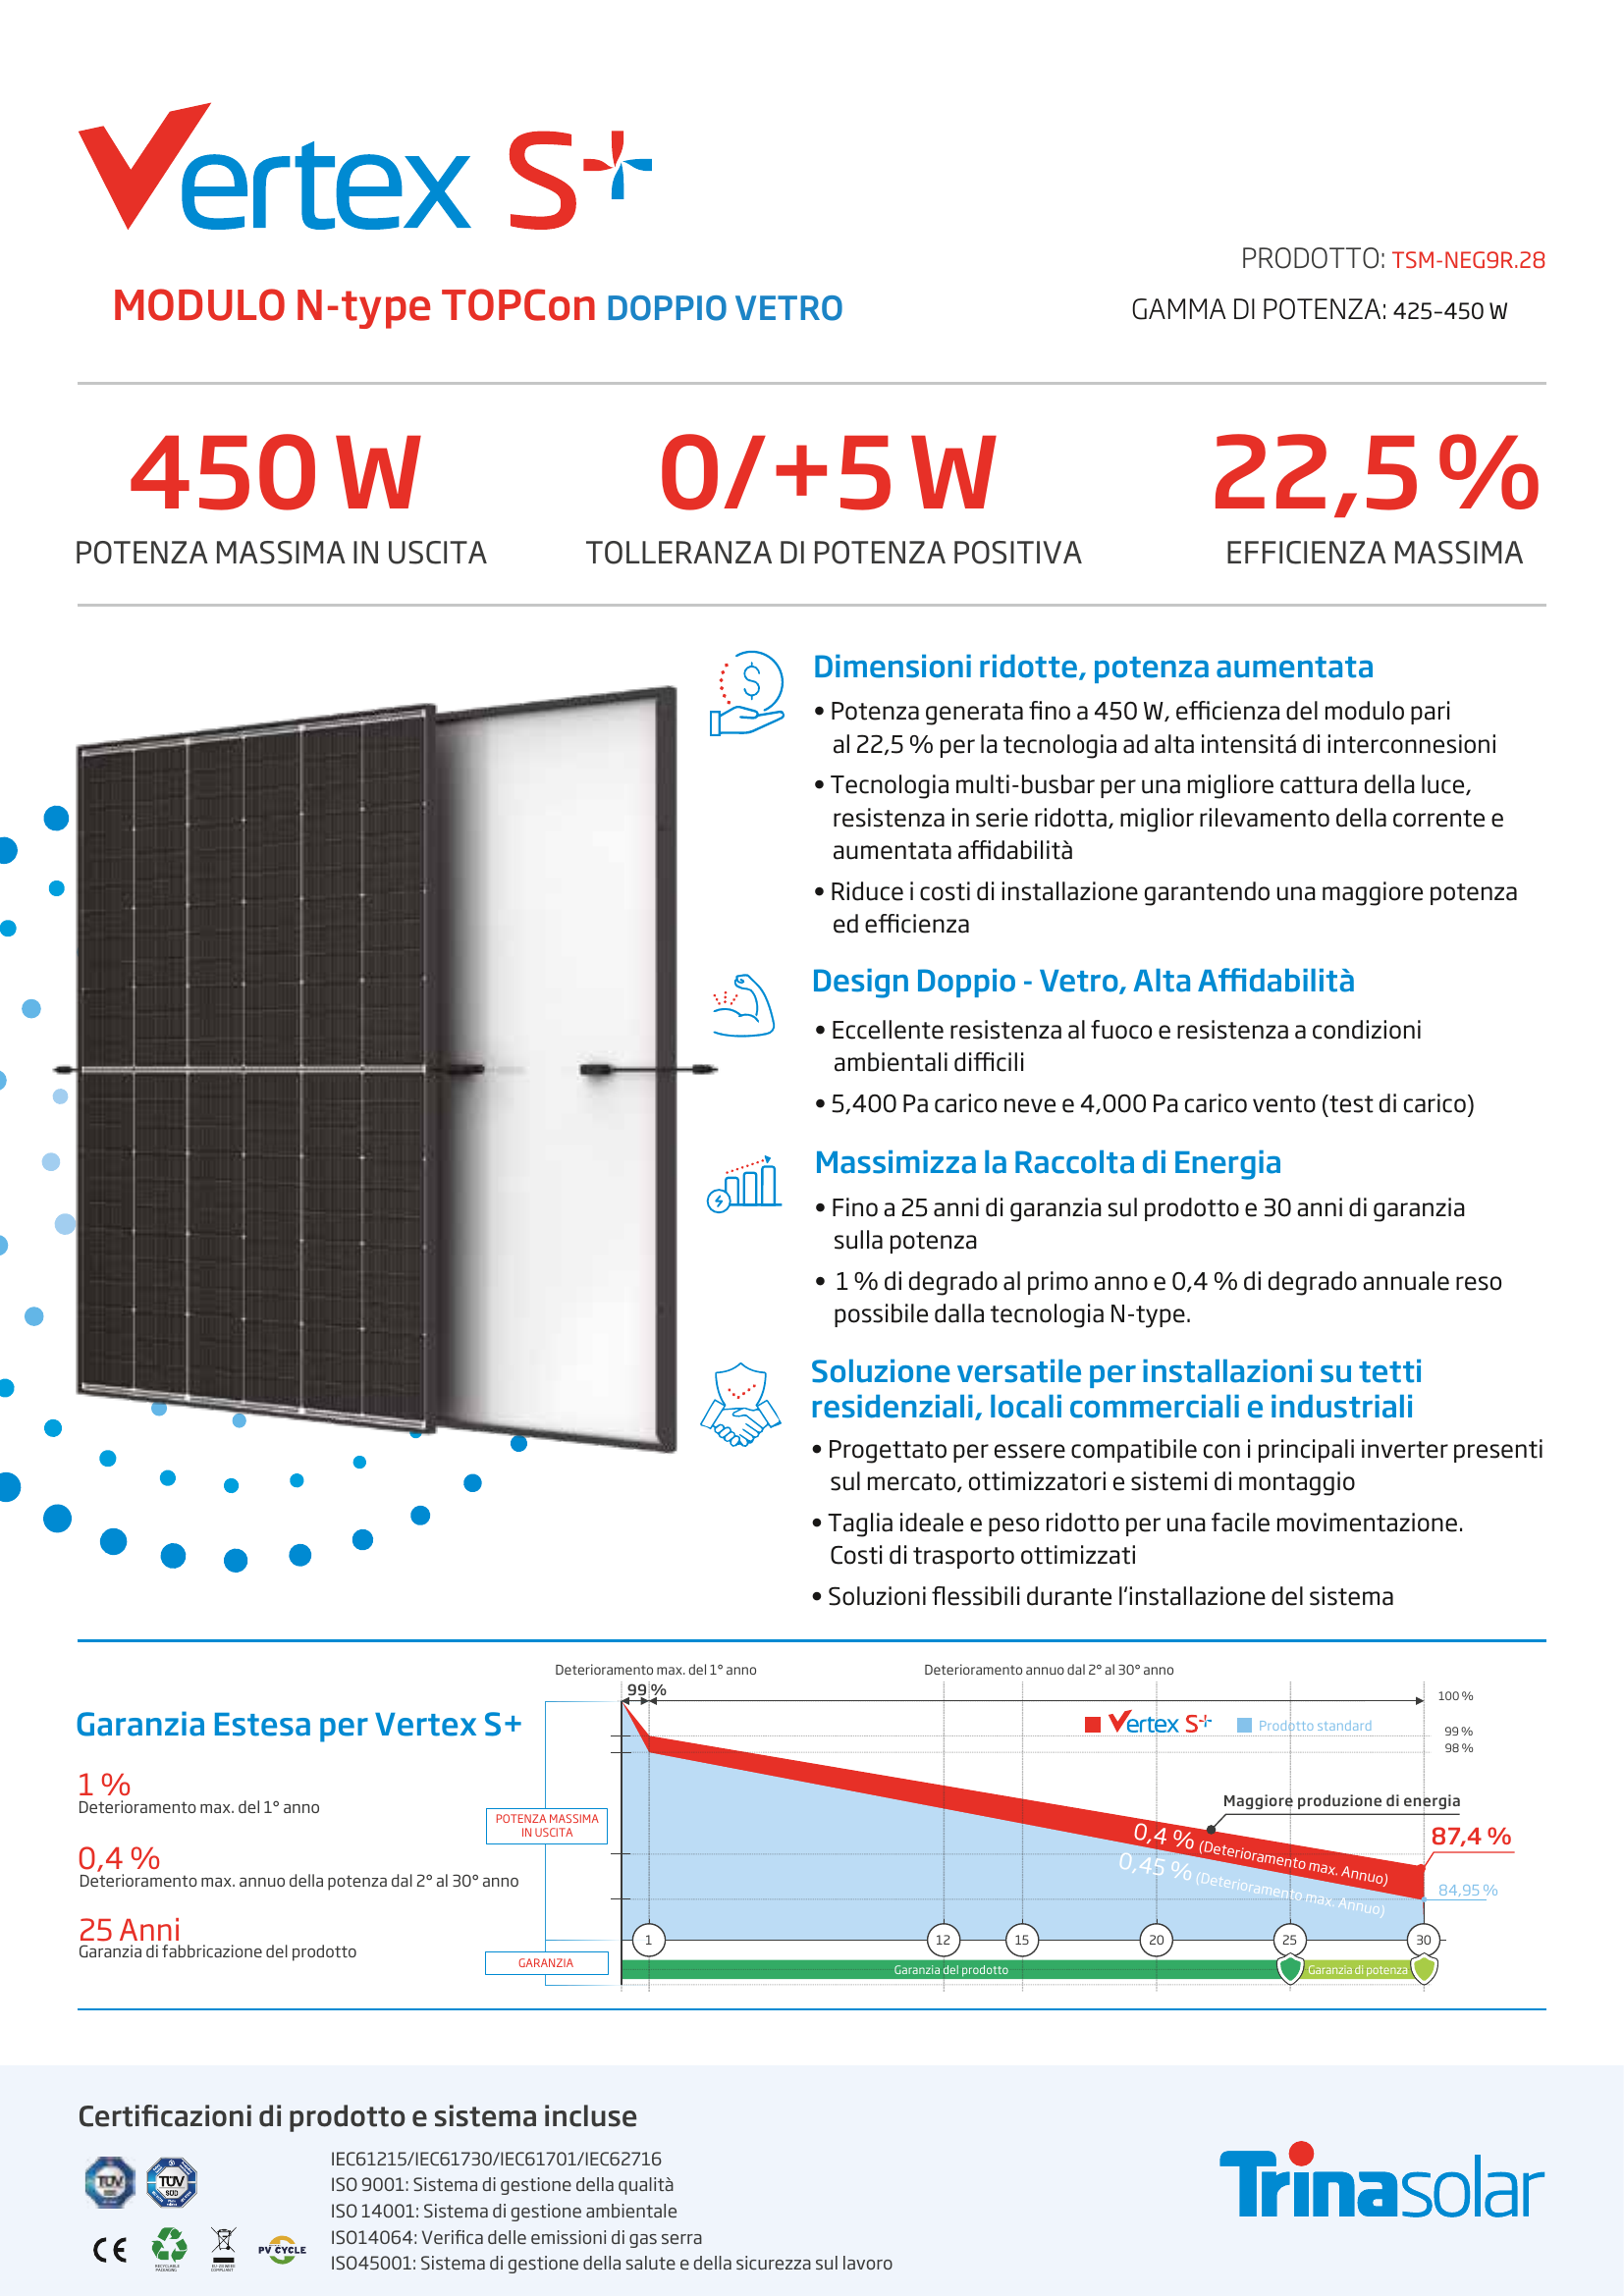 Vertex S+
PRODOTTO: TSM-NEG9R.28
MODULO N-type TOPCon DOPPIO VETRO
GAMMA DI POTENZA: 425–450 W
450 W
POTENZA MASSIMA IN USCITA
0/+5 W
TOLLERANZA DI POTENZA POSITIVA
22,5 %
EFFICIENZA MASSIMA
Dimensioni ridotte, potenza aumentata
• Potenza generata fino a 450 W, efficienza del modulo pari
al 22,5 % per la tecnologia ad alta intensitá di interconnesioni
• Tecnologia multi-busbar per una migliore cattura della luce,
resistenza in serie ridotta, miglior rilevamento della corrente e
aumentata affidabilità
• Riduce i costi di installazione garantendo una maggiore potenza
ed efficienza
Design Doppio - Vetro, Alta Affidabilità
• Eccellente resistenza al fuoco e resistenza a condizioni
ambientali difficili
• 5,400 Pa carico neve e 4,000 Pa carico vento (test di carico)
Massimizza la Raccolta di Energia
• Fino a 25 anni di garanzia sul prodotto e 30 anni di garanzia
sulla potenza
• 1 % di degrado al primo anno e 0,4 % di degrado annuale reso
possibile dalla tecnologia N-type.
Soluzione versatile per installazioni su tetti
residenziali, locali commerciali e industriali
• Progettato per essere compatibile con i principali inverter presenti
sul mercato, ottimizzatori e sistemi di montaggio
• Taglia ideale e peso ridotto per una facile movimentazione.
Costi di trasporto ottimizzati
• Soluzioni flessibili durante l'installazione del sistema
Garanzia Estesa per Vertex S+
1 %
Deterioramento max. del 1° anno
0,4 %
Deterioramento max. annuo della potenza dal 2° al 30° anno
25 Anni
Garanzia di fabbricazione del prodotto
Deterioramento max. del 1° anno
Deterioramento annuo dal 2° al 30° anno
99 %
100 %
Vertex S+
Prodotto standard
99 %
98 %
Maggiore produzione di energia
POTENZA MASSIMA
IN USCITA
0,4 % (Deterioramento max. Annuo)
87,4 %
0,45 % (Deterioramento max. Annuo)
84,95 %
1
12
15
20
25
30
GARANZIA
Garanzia del prodotto
Garanzia di potenza
Certificazioni di prodotto e sistema incluse
TÜV
TÜV
SÜD
CE
PV CYCLE
IEC61215/IEC61730/IEC61701/IEC62716
ISO 9001: Sistema di gestione della qualità
ISO 14001: Sistema di gestione ambientale
ISO14064: Verifica delle emissioni di gas serra
ISO45001: Sistema di gestione della salute e della sicurezza sul lavoro
Trinasolar